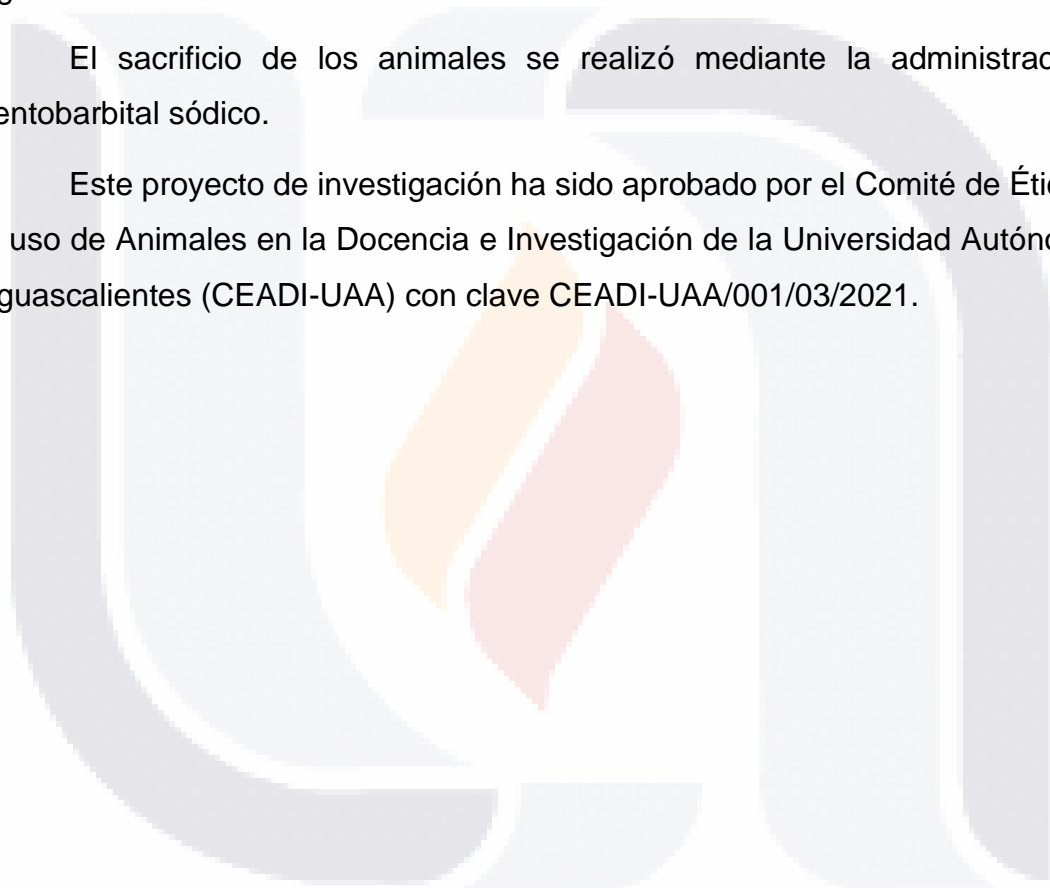 El sacrificio de los animales se realizó mediante la administrac
entobarbital sódico.
Este proyecto de investigación ha sido aprobado por el Comité de Étic
uso de Animales en la Docencia e Investigación de la Universidad Autóno
guascalientes (CEADI-UAA) con clave CEADI-UAA/001/03/2021.